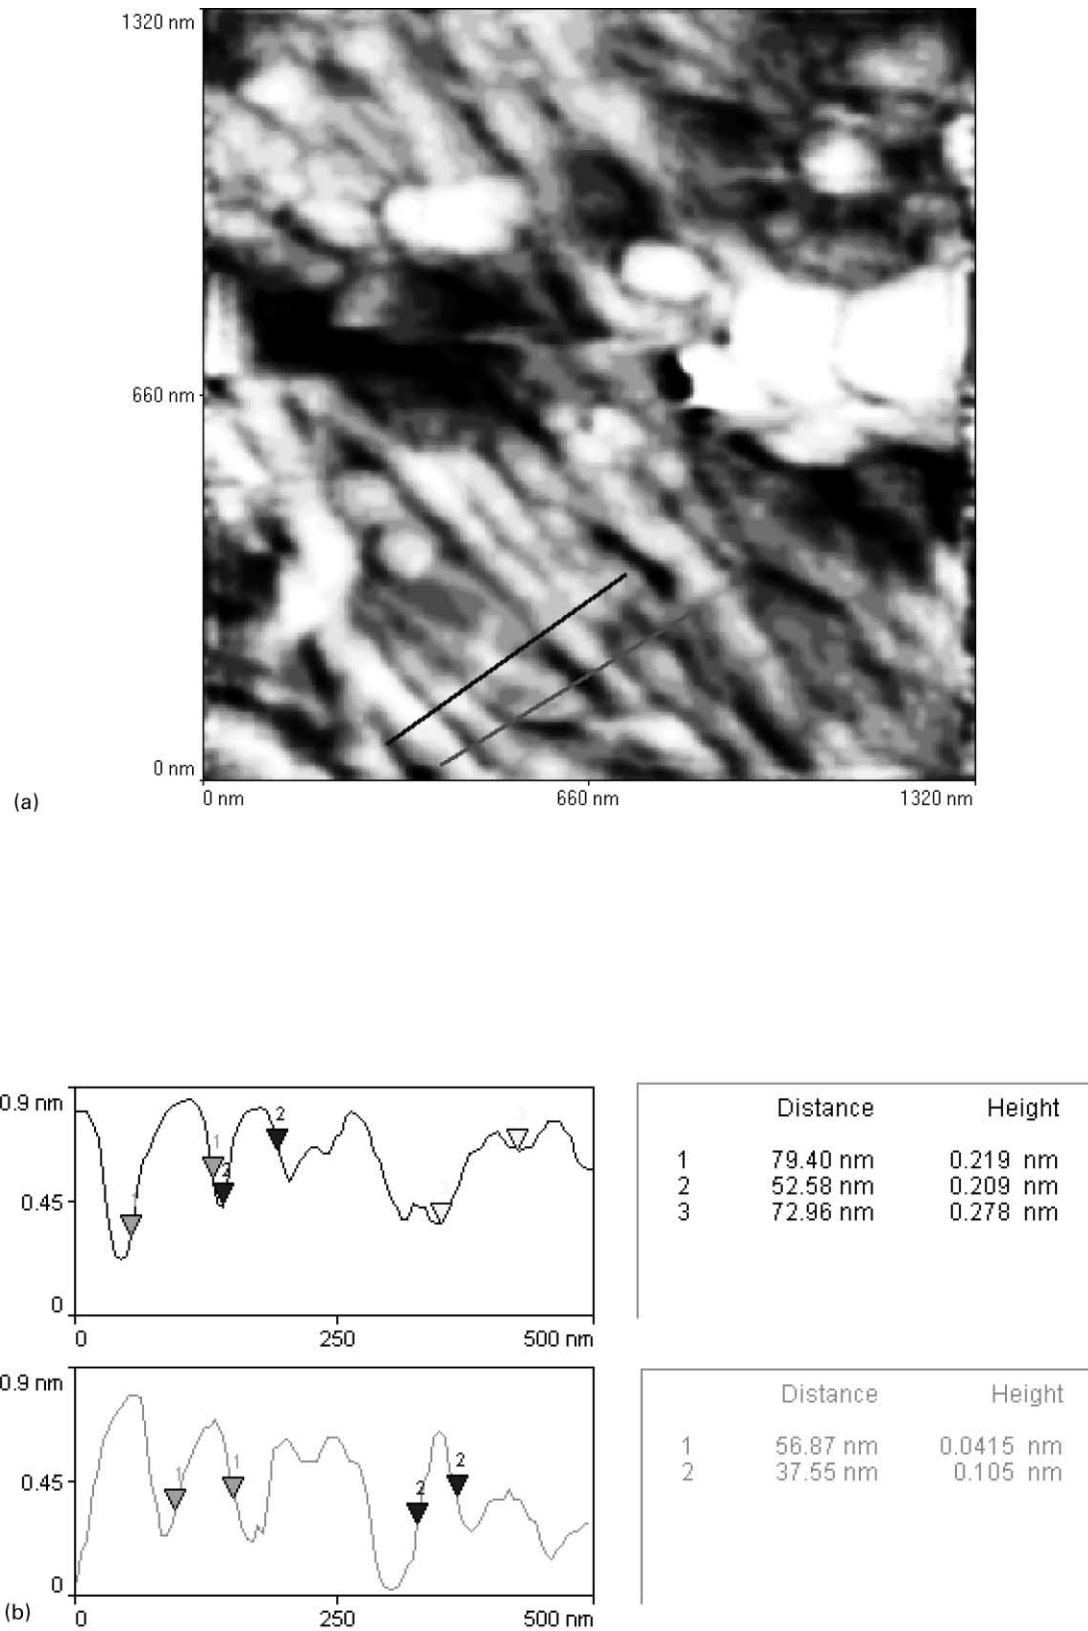 1320 nm
660 nm
0 nm
0 nm 660 nm 1320 nm
(a)
0.9 nm
0.45
0
0 250 500 nm
1
1
2
2
Distance Height
1 79.40 nm 0.219 nm
2 52.58 nm 0.209 nm
3 72.96 nm 0.278 nm
0.9 nm
0.45
0
0 250 500 nm
1
1
2
2
Distance Height
1 56.87 nm 0.0415 nm
2 37.55 nm 0.105 nm
(b)